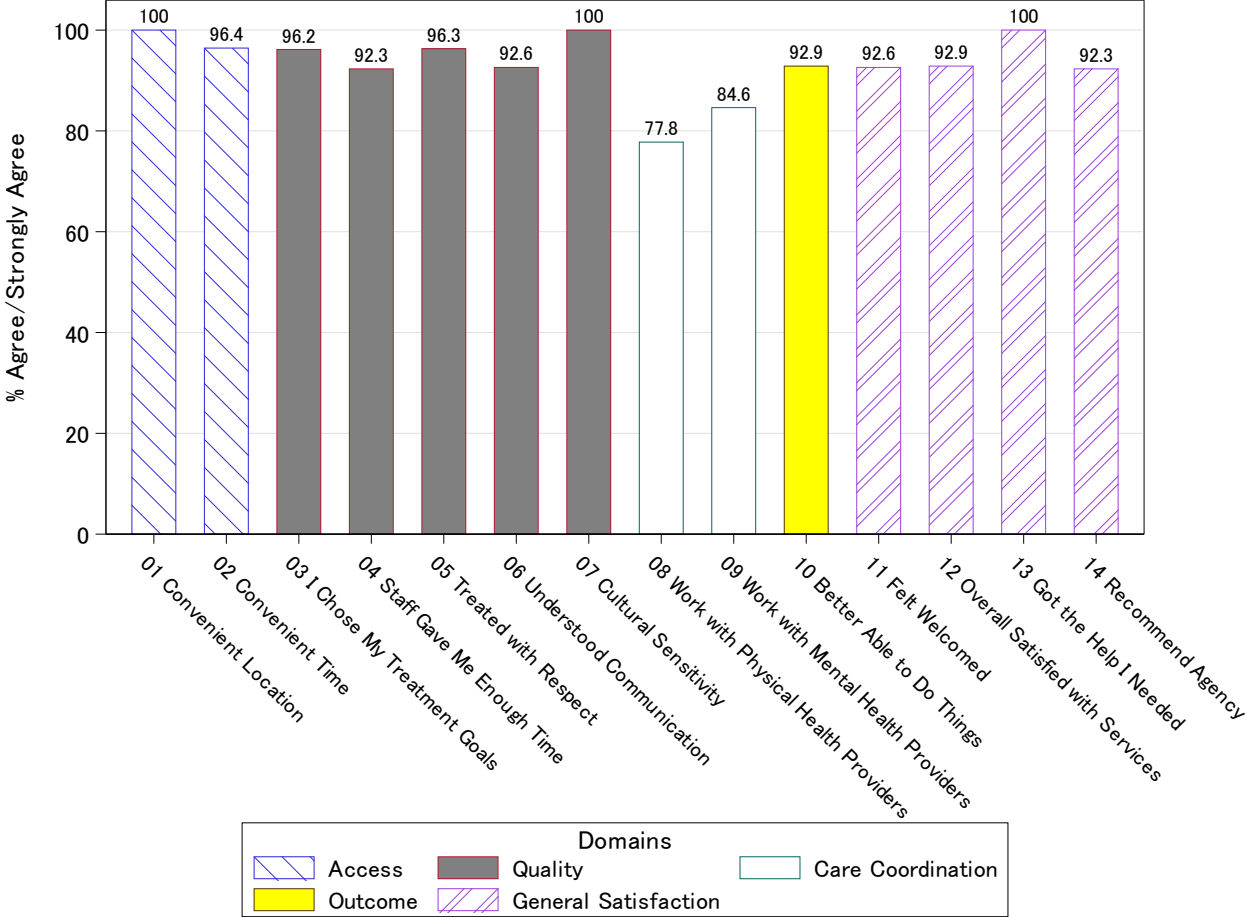 100
96.4
96.2
92.3
96.3
92.6
100
77.8
84.6
92.9
92.6
92.9
100
92.3
% Agree/Strongly Agree
100
80
60
40
20
0
01 Convenient Location
02 Convenient Time
03 I Chose My Treatment Goals
04 Staff Gave Me Enough Time
05 Treated with Respect
06 Understood Communication
07 Cultural Sensitivity
08 Work with Physical Health Providers
09 Work with Mental Health Providers
10 Better Able to Do Things
11 Felt Welcomed
12 Overall Satisfied with Services
13 Got the Help I Needed
14 Recommend Agency
Domains
Access Quality Care Coordination
Outcome General Satisfaction